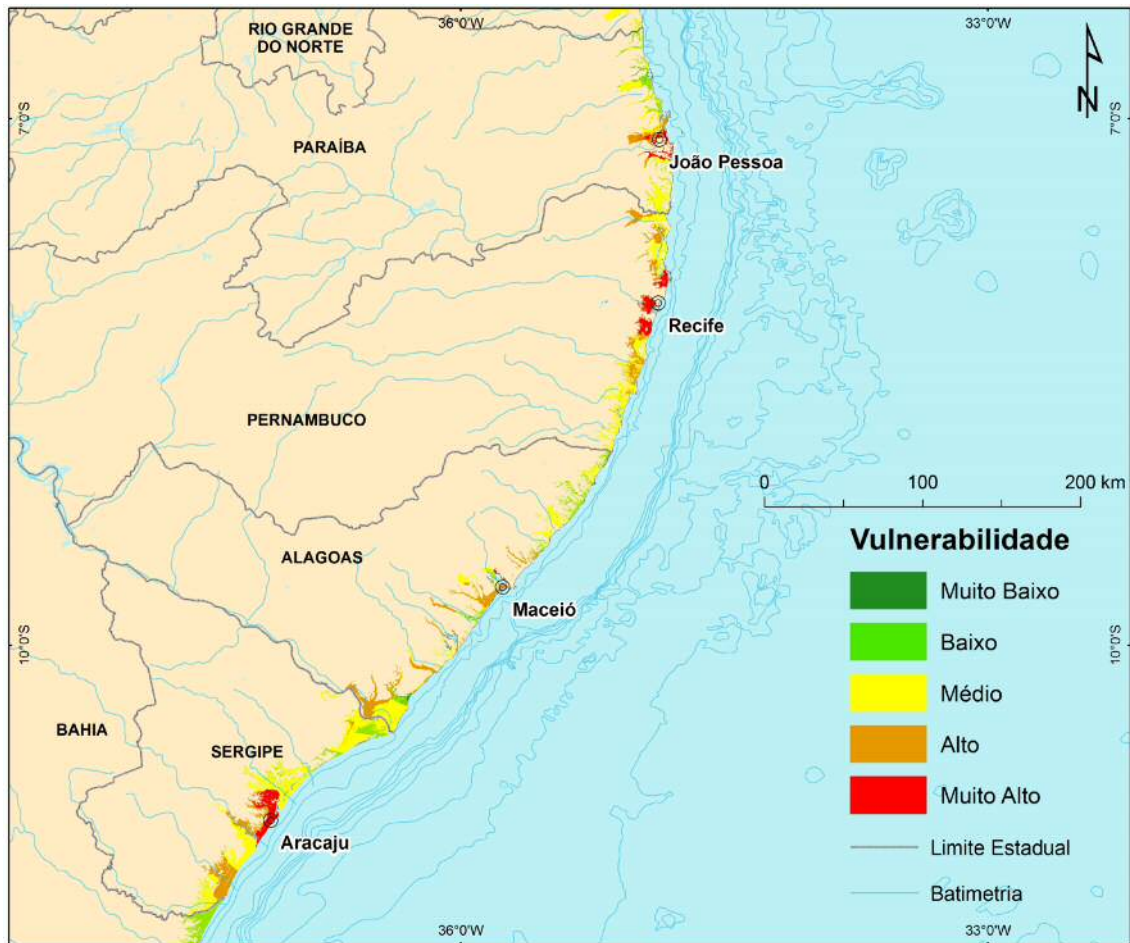 36°0'W
33°0'W
RIO GRANDE
DO NORTE
N
7°0'S
7°0'S
PARAÍBA
João Pessoa
Recife
PERNAMBUCO
0
100
200 km
Vulnerabilidade
ALAGOAS
Muito Baixo
Maceió
Baixo
10°0'S
10°0'S
Médio
BAHIA
SERGIPE
Alto
Muito Alto
Aracaju
Limite Estadual
Batimetria
36°0'W
33°0'W